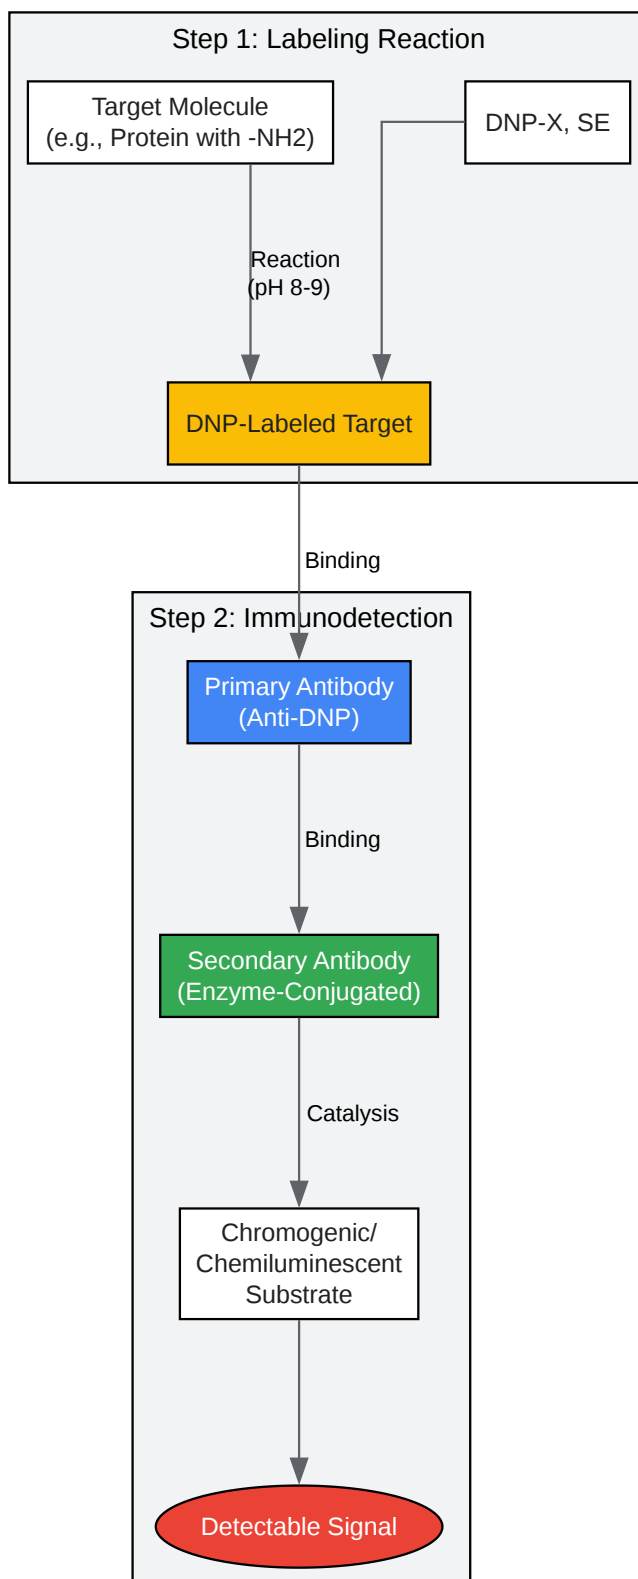 Step 1: Labeling Reaction
Target Molecule
(e.g., Protein with -NH2)
DNP-X, SE
Reaction
(pH 8-9)
DNP-Labeled Target
Binding
Step 2: Immunodetection
Primary Antibody
(Anti-DNP)
Binding
Secondary Antibody
(Enzyme-Conjugated)
Catalysis
Chromogenic/
Chemiluminescent
Substrate
Detectable Signal